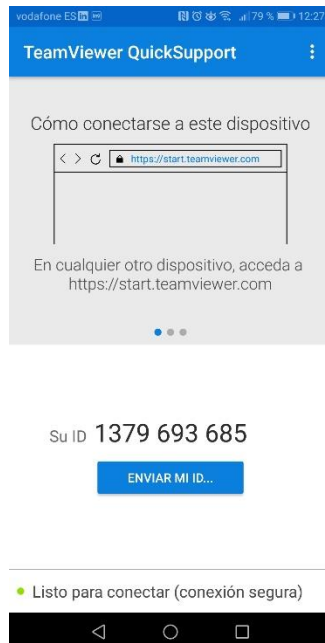 vodafone ES 79 % 12:27
TeamViewer QuickSupport
Cómo conectarse a este dispositivo
https://start.teamviewer.com
En cualquier otro dispositivo, acceda a
https://start.teamviewer.com
Su ID 1379 693 685
ENVIAR MI ID...
Listo para conectar (conexión segura)